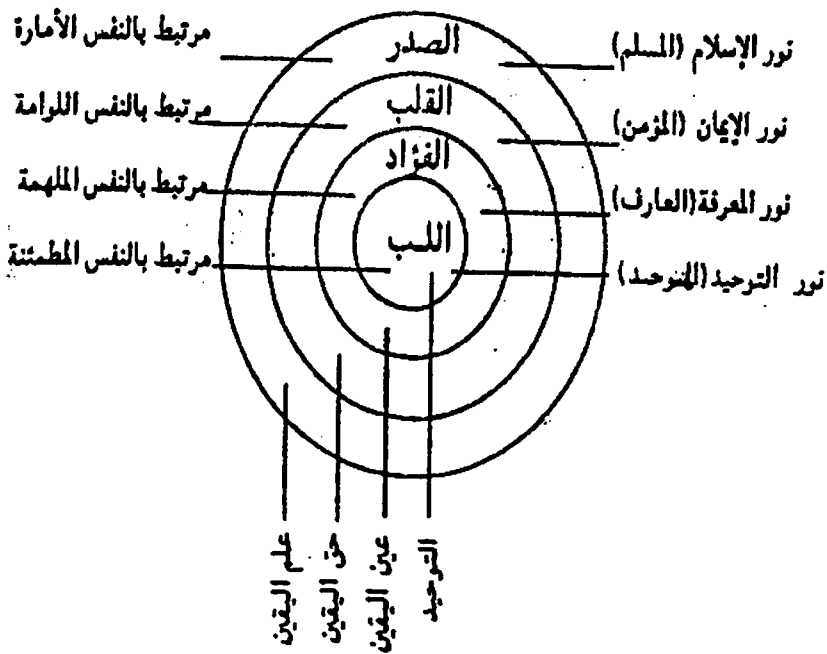 الصدر
القلب
الفؤاد
اللب
نور الإسلام (المسلم)
نور الإيمان (المؤمن)
نور المعرفة (العارف)
نور التوحيد
مرتبط بالنفس الأمارة
مرتبط بالنفس اللوامة
مرتبط بالنفس الملهمة
مرتبط بالنفس المطمئنة
التوحيد
عين اليقين
حق اليقين
علم اليقين